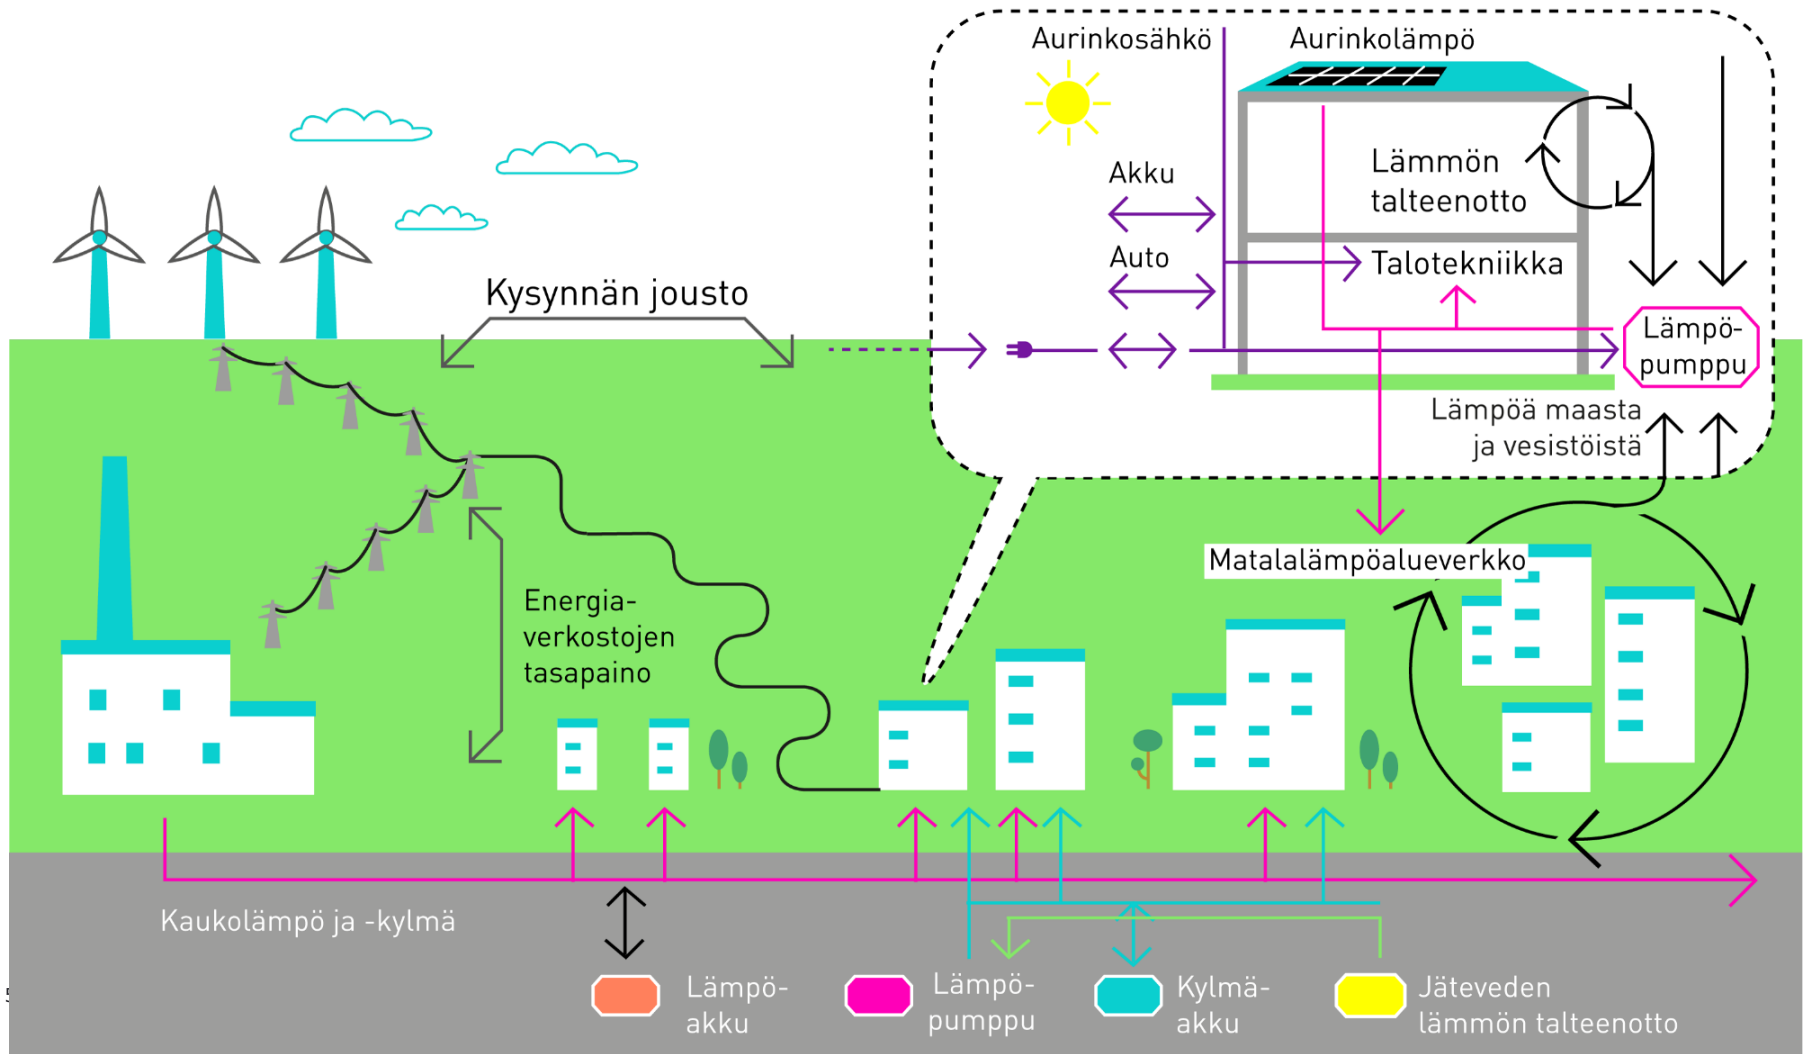 Aurinkosähkö
Aurinkolämpö
Akku
Lämmön
talteenotto
Auto
Talotekniikka
Kysynnän jousto
Lämpö-
pumppu
Lämpöä maasta
ja vesistöistä
Matalalämpöalueverkko
Energia-
verkostojen
tasapaino
Kaukolämpö ja -kylmä
Lämpö-
akku
Lämpö-
pumppu
Kylmä-
akku
Jäteveden
lämmön talteenotto